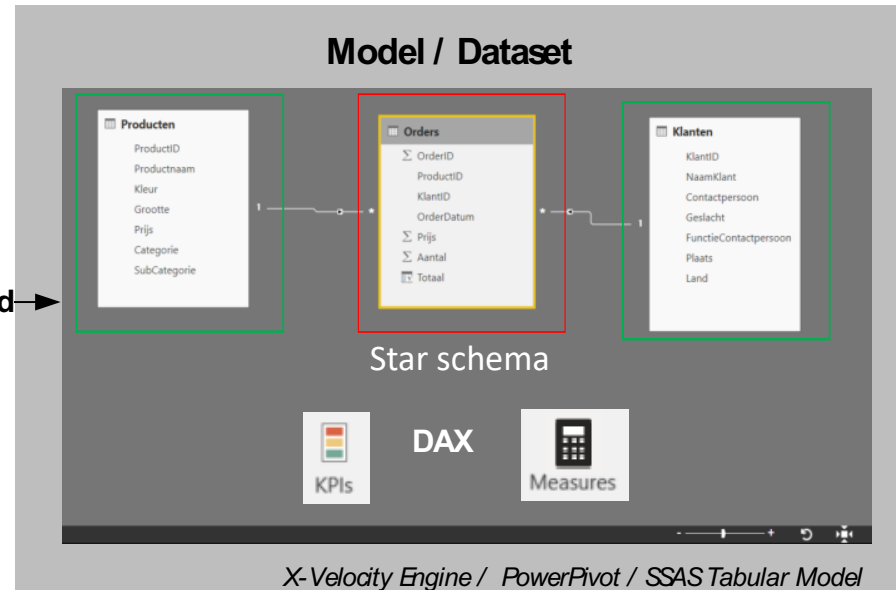 Model / Dataset
Producten
ProductID
Productnaam
Kleur
Grootte
Prijs
Categorie
SubCategorie
1
*
Orders
Σ OrderID
ProductID
KlantID
OrderDatum
Σ Prijs
Σ Aantal
Totaal
*
1
Klanten
KlantID
NaamKlant
Contactpersoon
Geslacht
FunctieContactpersoon
Plaats
Land
d
Star schema
KPIs
DAX
Measures
- +
X-Velocity Engine / PowerPivot / SSAS Tabular Model